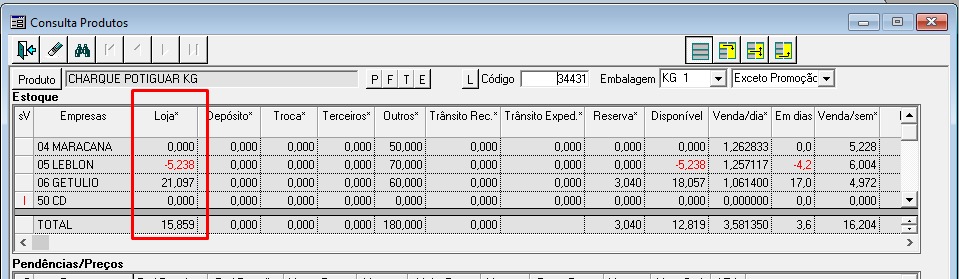 Consulta Produtos
Produto CHARQUE POTIGUAR KG P F T E L Código 34431 Embalagem KG 1 Exceto Promoção
Estoque
sV Empresas Loja* Depósito* Troca* Terceiros* Outros* Trânsito Rec.* Trânsito Exped.* Reserva* Disponível Venda/dia* Em dias Venda/sem*
04 MARACANA 0,000 0,000 0,000 0,000 50,000 0,000 0,000 0,000 0,000 1,262833 0,0 5,228
05 LEBLON -5,238 0,000 0,000 0,000 70,000 0,000 0,000 0,000 -5,238 1,257117 -4,2 6,004
06 GETULIO 21,097 0,000 0,000 0,000 60,000 0,000 0,000 3,040 18,057 1,061400 17,0 4,972
I 50 CD 0,000 0,000 0,000 0,000 0,000 0,000 0,000 0,000 0,000 0,000000 0,0 0,000
TOTAL 15,859 0,000 0,000 0,000 180,000 0,000 0,000 3,040 12,819 3,581350 3,6 16,204
Pendências/Preços